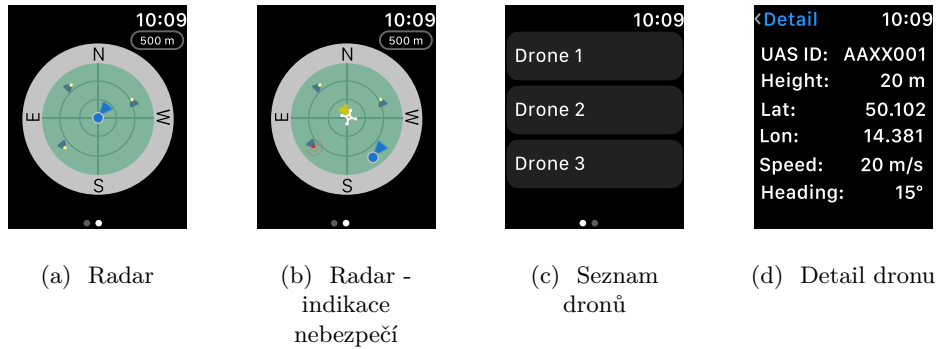 10:09
500 m
N
E
W
S
(a) Radar
10:09
500 m
N
E
W
S
(b) Radar -
indikace
nebezpečí
10:09
Drone 1
Drone 2
Drone 3
(c) Seznam
dronů
‹Detail 10:09
UAS ID: AAXX001
Height: 20 m
Lat: 50.102
Lon: 14.381
Speed: 20 m/s
Heading: 15°
(d) Detail dronu